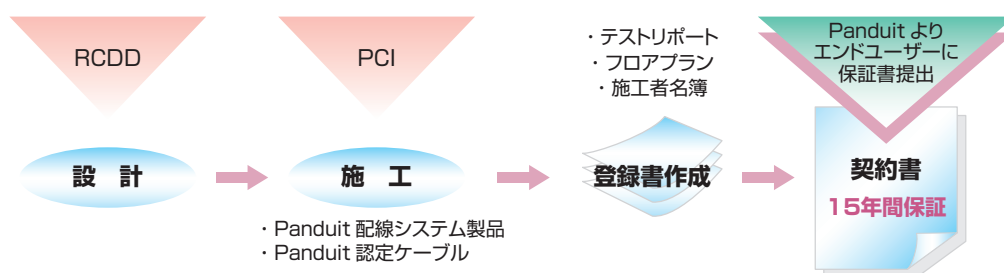 RCDD
PCI
・テストリポート
・フロアプラン
・施工者名簿
Panduit より
エンドユーザーに
保証書提出
設 計
施 工
登録書作成
契約書
15年間保証
・Panduit 配線システム製品
・Panduit 認定ケーブル